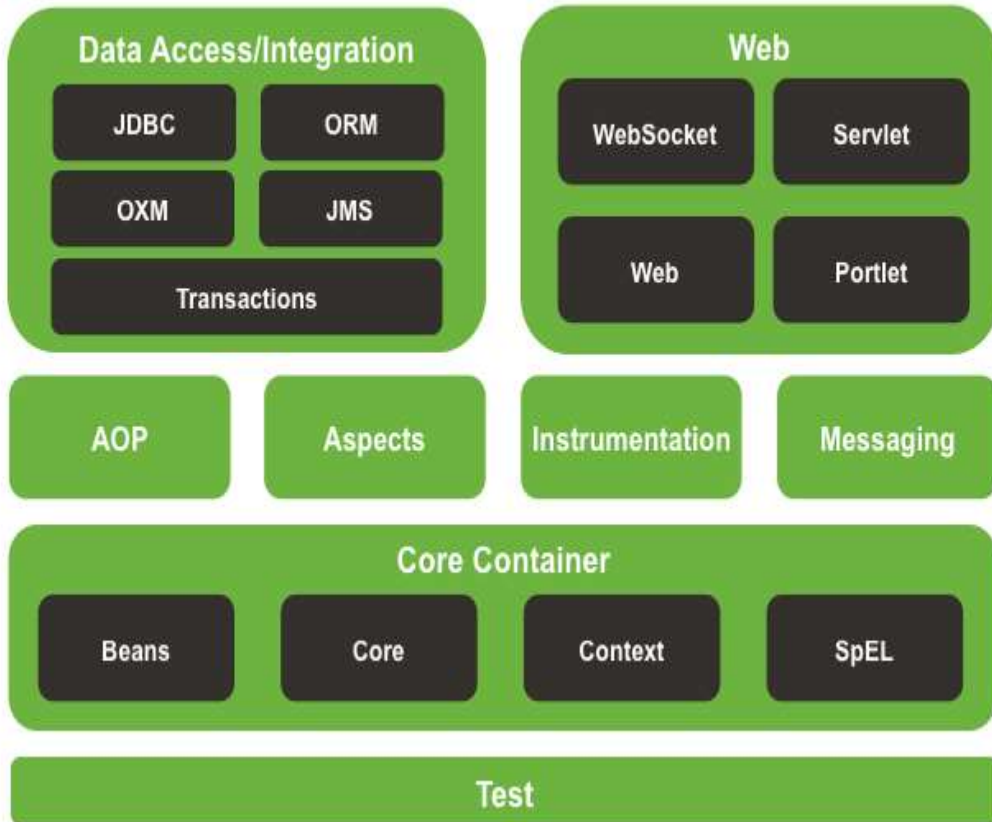 Data Access/Integration
JDBC
ORM
OXM
JMS
Transactions
Web
WebSocket
Servlet
Web
Portlet
AOP
Aspects
Instrumentation
Messaging
Core Container
Beans
Core
Context
SpEL
Test